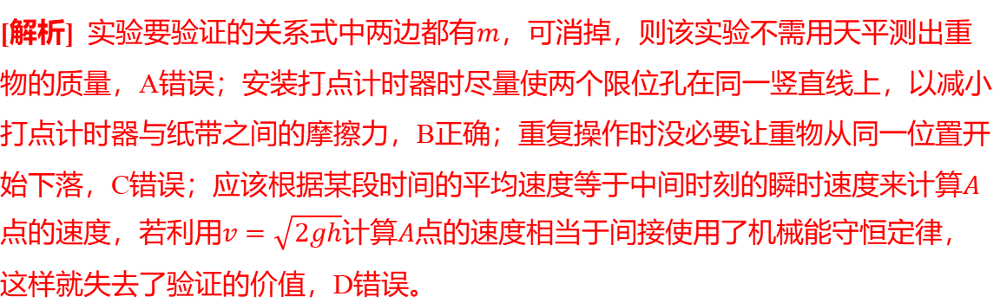 [解析] 实验要验证的关系式中两边都有m，可消掉，则该实验不需用天平测出重
物的质量，A错误；安装打点计时器时尽量使两个限位孔在同一竖直线上，以减小
打点计时器与纸带之间的摩擦力，B正确；重复操作时没必要让重物从同一位置开
始下落，C错误；应该根据某段时间的平均速度等于中间时刻的瞬时速度来计算A
点的速度，若利用v = √2gh计算A点的速度相当于间接使用了机械能守恒定律，
这样就失去了验证的价值，D错误。